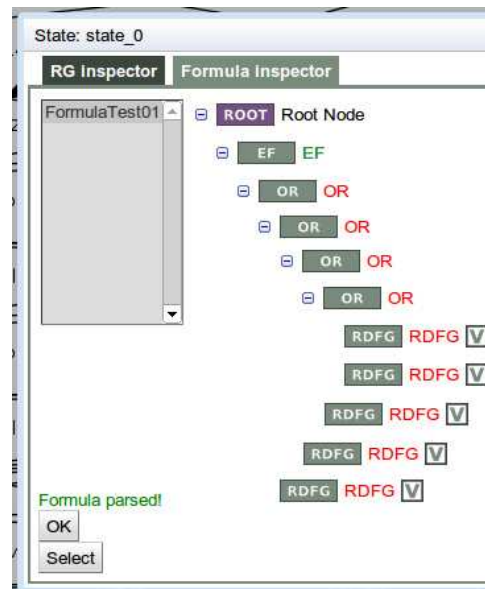 State: state_0
RG Inspector Formula Inspector
FormulaTest01
ROOT Root Node
EF EF
OR OR
OR OR
OR OR
OR OR
RDFG RDFG V
RDFG RDFG V
RDFG RDFG V
RDFG RDFG V
RDFG RDFG V
Formula parsed!
OK
Select